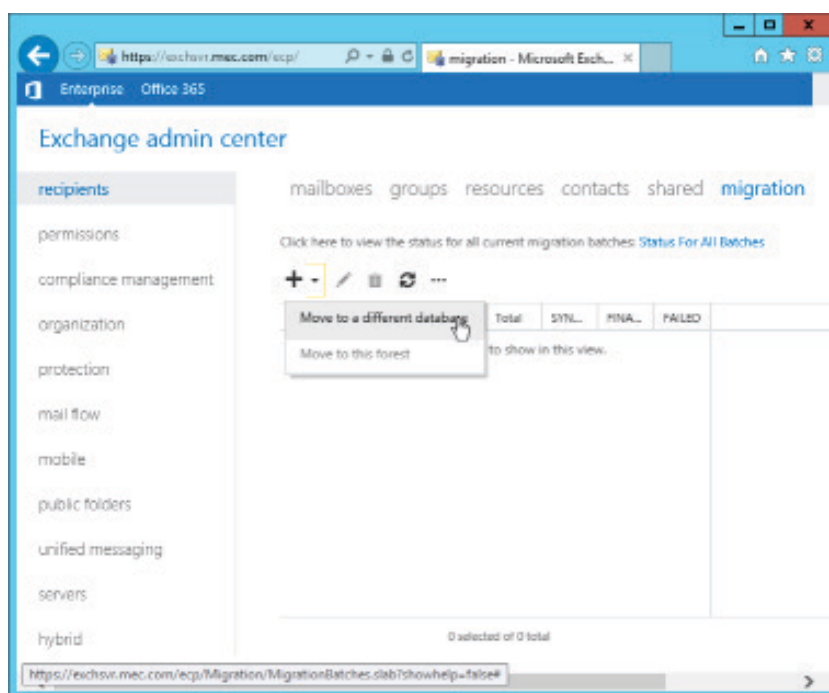 https://exchsvr.mec.com/ecp/
migration - Microsoft Exch...
Enterprise Office 365
Exchange admin center
recipients
permissions
compliance management
organization
protection
mail flow
mobile
public folders
unified messaging
servers
hybrid
mailboxes groups resources contacts shared migration
Click here to view the status for all current migration batches: Status For All Batches
Move to a different database
Total SYN... FINA... FAILED
Move to this forest
to show in this view.
0 selected of 0 total
https://exchsvr.mec.com/ecp/Migration/MigrationBatches.slab?showhelp=false#